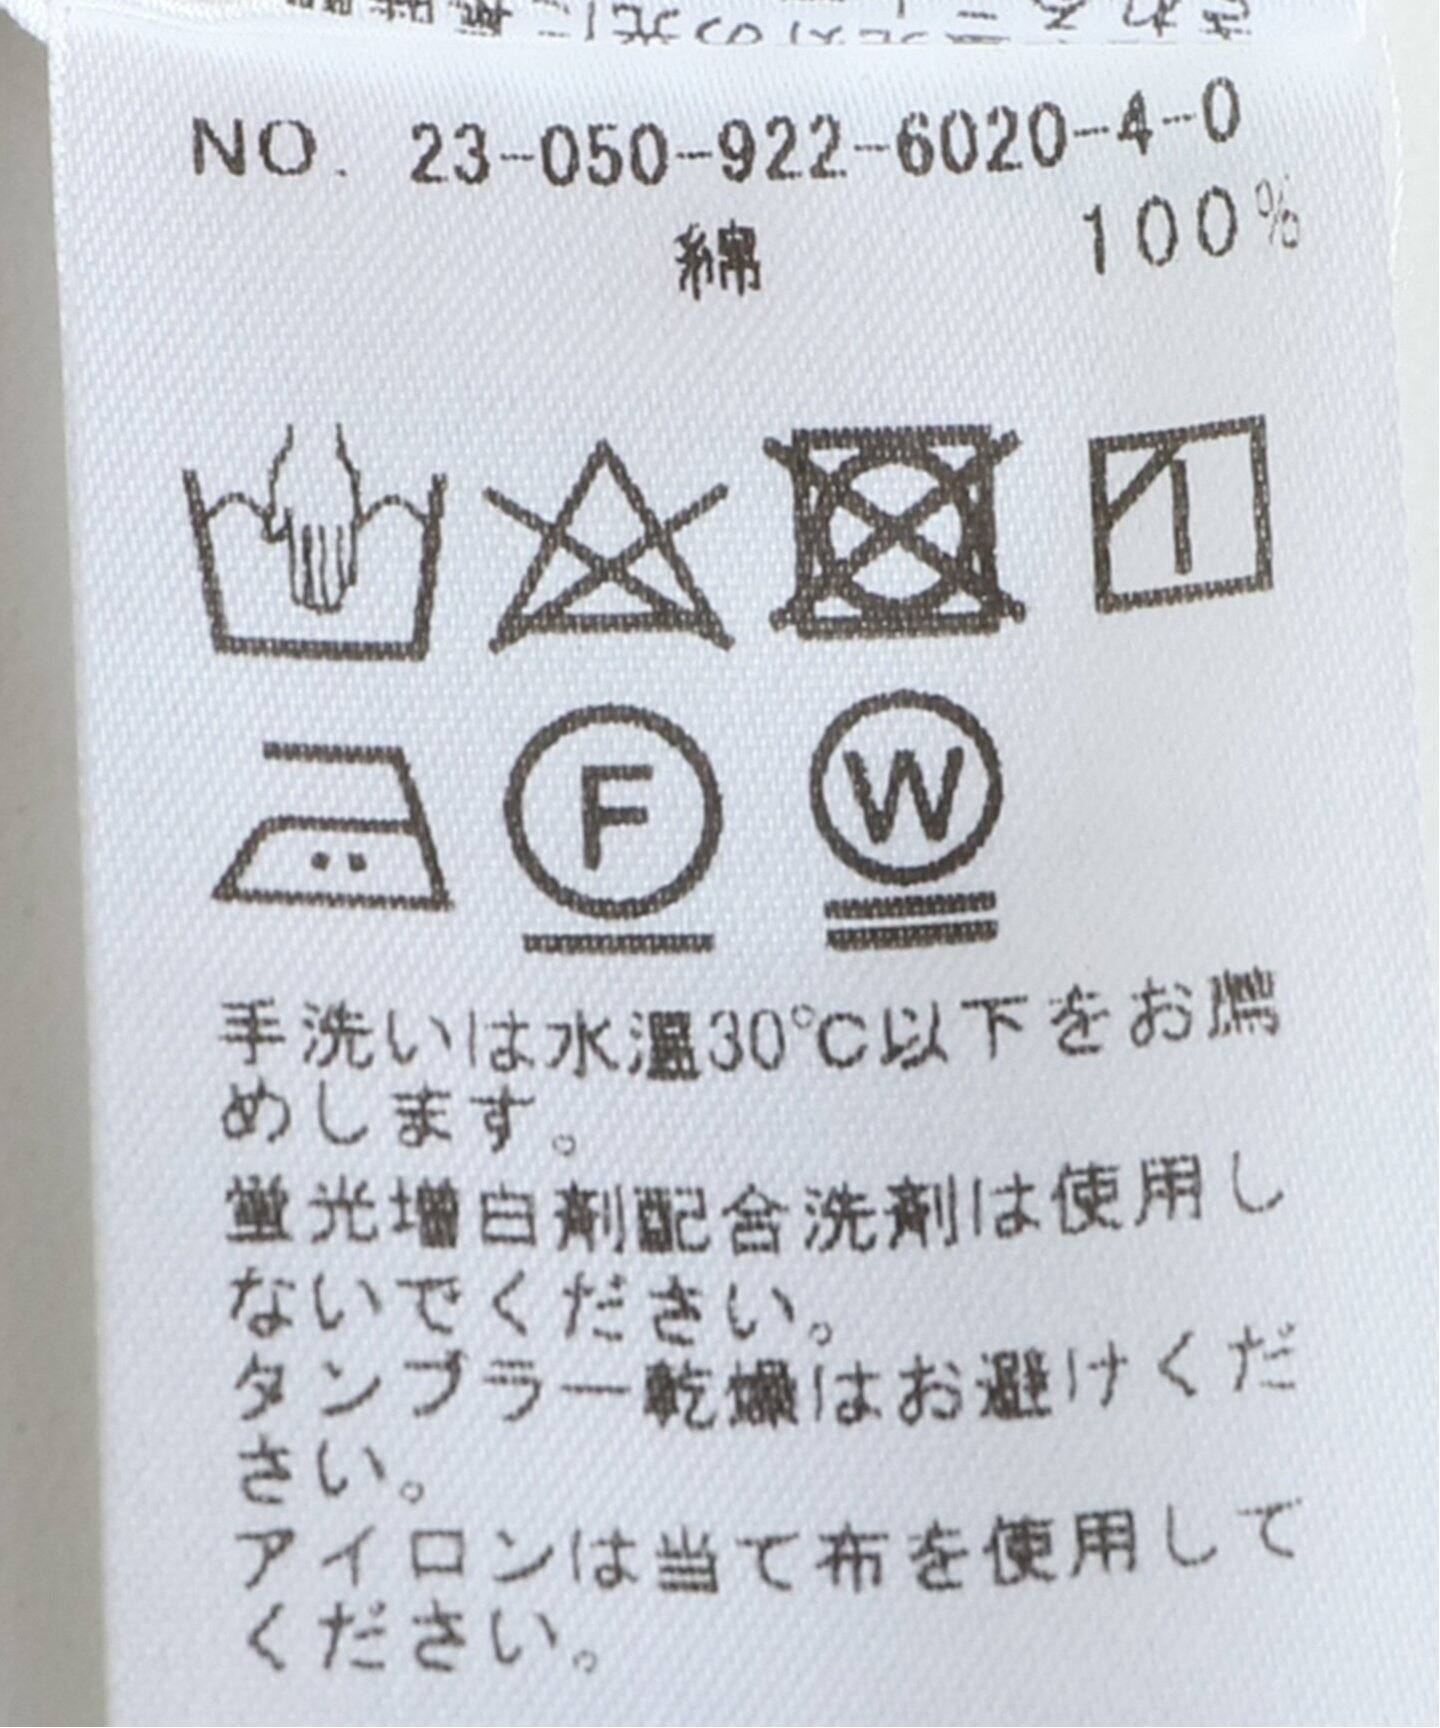 NO. 23-050-922-6020-4-0
綿 100%
F W
手洗いは水温30℃以下をお薦
めします。
蛍光増白剤配合洗剤は使用し
ないでください。
タンブラー乾燥はお避けくだ
さい。
アイロンは当て布を使用して
ください。